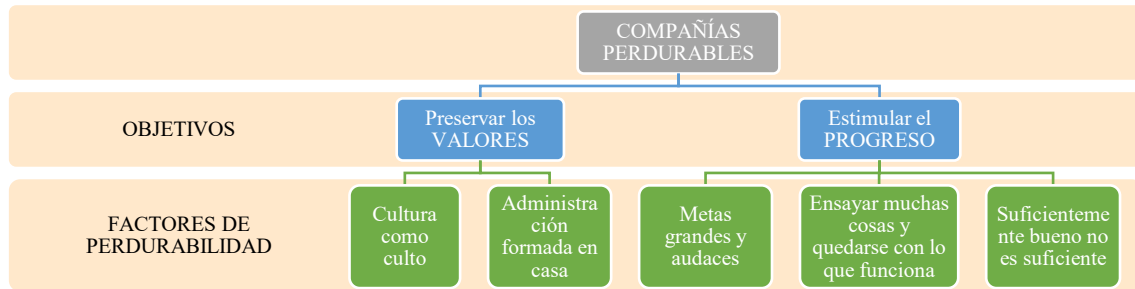 COMPAÑÍAS
PERDURABLES
OBJETIVOS
Preservar los
VALORES
Estimular el
PROGRESO
FACTORES DE
PERDURABILIDAD
Cultura
como
culto
Administra
ción
formada en
casa
Metas
grandes y
audaces
Ensayar muchas
cosas y
quedarse con lo
que funciona
Suficienteme
nte bueno no
es suficiente